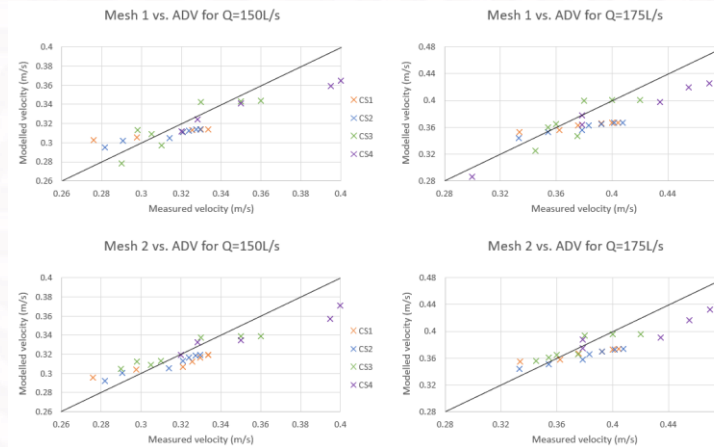 Mesh 1 vs. ADV for Q=150L/s
Modelled velocity (m/s)
0.4
0.38
0.36
0.34
0.32
0.3
0.28
0.26
0.26 0.28 0.3 0.32 0.34 0.36 0.38 0.4
Measured velocity (m/s)
CS1
CS2
CS3
CS4
Mesh 1 vs. ADV for Q=175L/s
Modelled velocity (m/s)
0.48
0.44
0.4
0.36
0.32
0.28
0.28 0.32 0.36 0.4 0.44
Measured velocity (m/s)
Mesh 2 vs. ADV for Q=150L/s
Modelled velocity (m/s)
0.4
0.38
0.36
0.34
0.32
0.3
0.28
0.26
0.26 0.28 0.3 0.32 0.34 0.36 0.38 0.4
Measured velocity (m/s)
CS1
CS2
CS3
CS4
Mesh 2 vs. ADV for Q=175L/s
Modelled velocity (m/s)
0.48
0.44
0.4
0.36
0.32
0.28
0.28 0.32 0.36 0.4 0.44
Measured velocity (m/s)